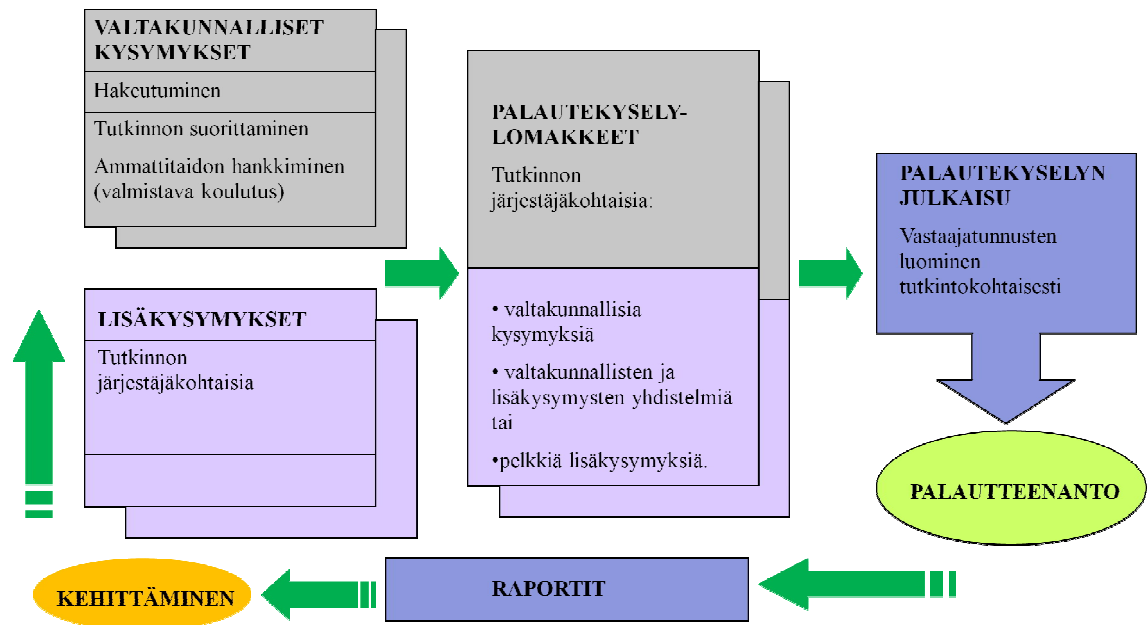 VALTAKUNNALLISET
KYSYMYKSET
Hakeutuminen
Tutkinnon suorittaminen
Ammattitaidon hankkiminen
(valmistava koulutus)
LISÄKYSYMYKSET
Tutkinnon
järjestäjäkohtaisia
PALAUTEKYSELY-
LOMAKKEET
Tutkinnon
järjestäjäkohtaisia:
• valtakunnallisia
kysymyksiä
• valtakunnallisten ja
lisäkysymysten yhdistelmiä
tai
•pelkkiä lisäkysymyksiä.
PALAUTEKYSELYN
JULKAISU
Vastaajatunnusten
luominen
tutkintokohtaisesti
PALAUTTEENANTO
RAPORTIT
KEHITTÄMINEN